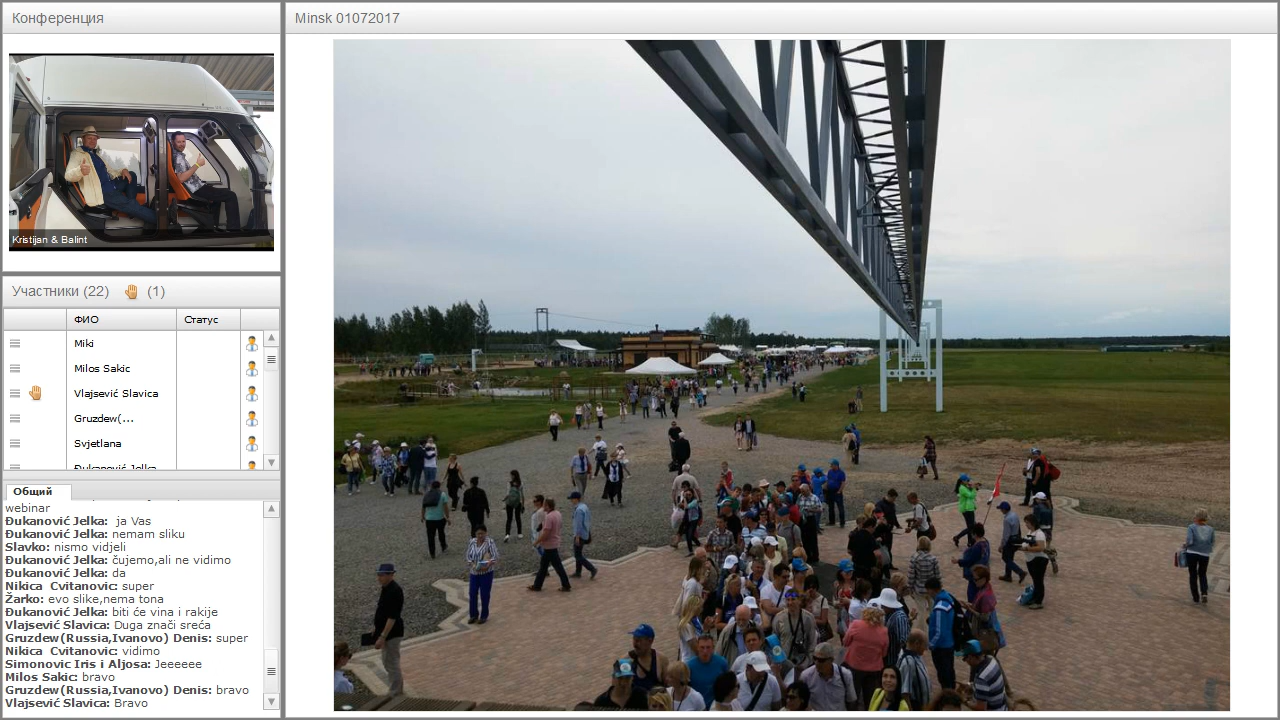 Конференция
Kristijan & Balint
Участники (22) (1)
ФИО Статус
Miki
Milos Sakic
Vlajsević Slavica
Gruzdew(...
Svjetlana
Đukanović Jelka
Общий
webinar
Đukanović Jelka: ja Vas
Đukanović Jelka: nemam sliku
Slavko: nismo vidjeli
Đukanović Jelka: čujemo,ali ne vidimo
Đukanović Jelka: da
Nikica Cvitanovic: super
Žarko: evo slike,nema tona
Đukanović Jelka: biti će vina i rakije
Vlajsević Slavica: Duga znači sreća
Gruzdew(Russia,Ivanovo) Denis: super
Nikica Cvitanovic: vidimo
Simonovic Iris i Aljosa: Jeeeeee
Milos Sakic: bravo
Gruzdew(Russia,Ivanovo) Denis: bravo
Vlajsević Slavica: Bravo
Minsk 01072017